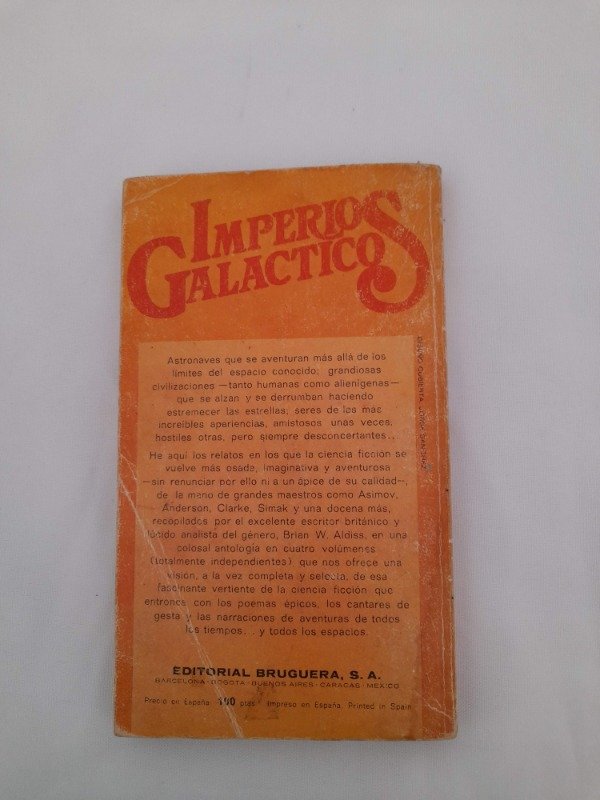 IMPERIOS
GALACTICOS
Astronaves que se aventuran más allá de los
límites del espacio conocido; grandiosas
civilizaciones —tanto humanas como alienígenas—
que se alzan y se derrumban haciendo
estremecer las estrellas; seres de las más
increíbles apariencias, amistosos unas veces,
hostiles otras, pero siempre desconcertantes...
He aquí los relatos en los que la ciencia ficción se
vuelve más osada, imaginativa y aventurosa
—sin renunciar por ello ni a un ápice de su calidad—,
de la mano de grandes maestros como Asimov,
Anderson, Clarke, Simak y una docena más,
recopilados por el excelente escritor británico y
lúcido analista del género, Brian W. Aldiss, en una
colosal antología en cuatro volúmenes
(totalmente independientes) que nos ofrece una
visión, a la vez completa y selecta, de esa
fascinante vertiente de la ciencia ficción que
entronca con los poemas épicos, los cantares de
gesta y las narraciones de aventuras de todos
los tiempos... y todos los espacios.
EDITORIAL BRUGUERA, S. A.
BARCELONA - BOGOTA - BUENOS AIRES - CARACAS - MEXICO
Precio en España ptas Impreso en España Printed in Spain
CUBIERTA